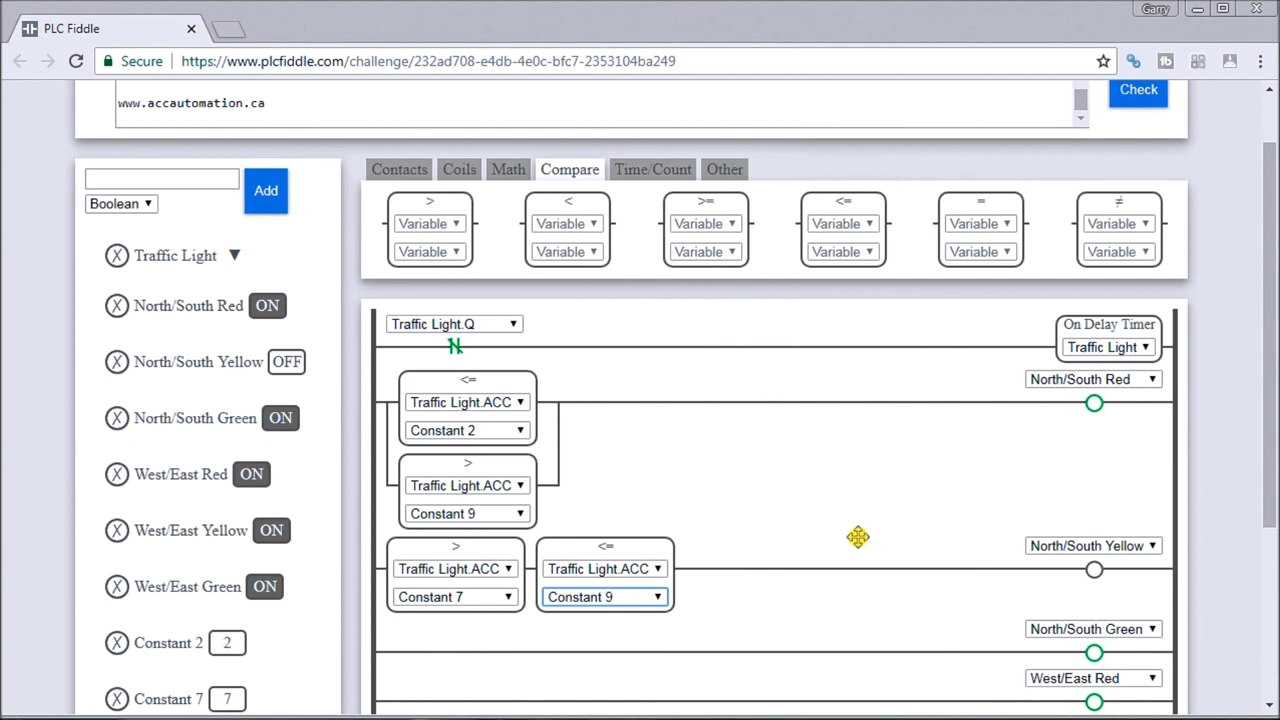 PLC Fiddle
Garry
Secure
https://www.plcfiddle.com/challenge/232ad708-e4db-4e0c-bfc7-2353104ba249
www.accautomation.ca
Check
Add
Boolean
Traffic Light
North/South Red ON
North/South Yellow OFF
North/South Green ON
West/East Red ON
West/East Yellow ON
West/East Green ON
Constant 2 2
Constant 7 7
Contacts Coils Math Compare Time/Count Other
> < >= <= = ≠
Variable Variable Variable Variable Variable Variable
Variable Variable Variable Variable Variable Variable
Traffic Light.Q
On Delay Timer
Traffic Light
<=
Traffic Light.ACC
Constant 2
North/South Red
>
Traffic Light.ACC
Constant 9
> <=
Traffic Light.ACC Traffic Light.ACC
Constant 7 Constant 9
North/South Yellow
North/South Green
West/East Red